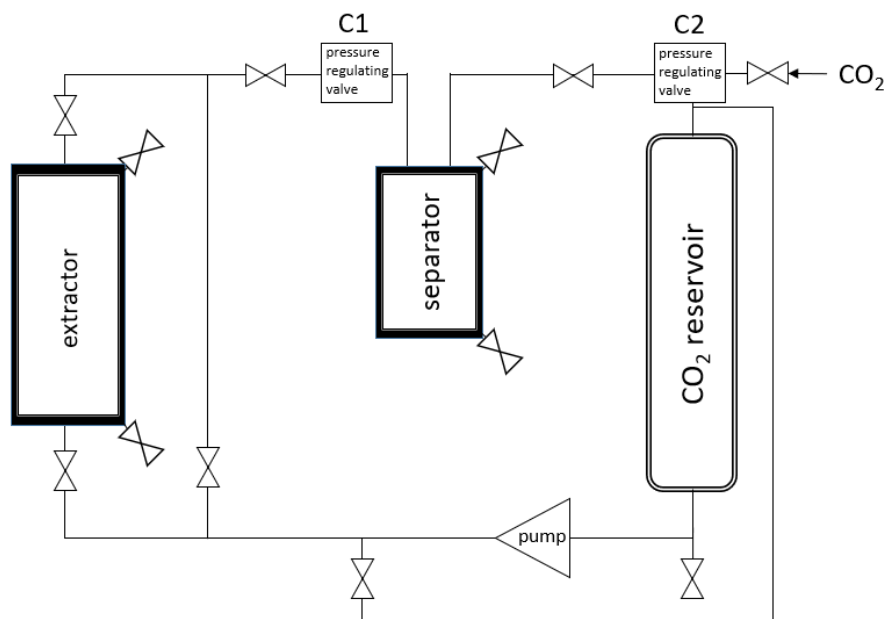 C1
C2
pressure
regulating
valve
pressure
regulating
valve
CO₂
extractor
separator
CO₂ reservoir
pump